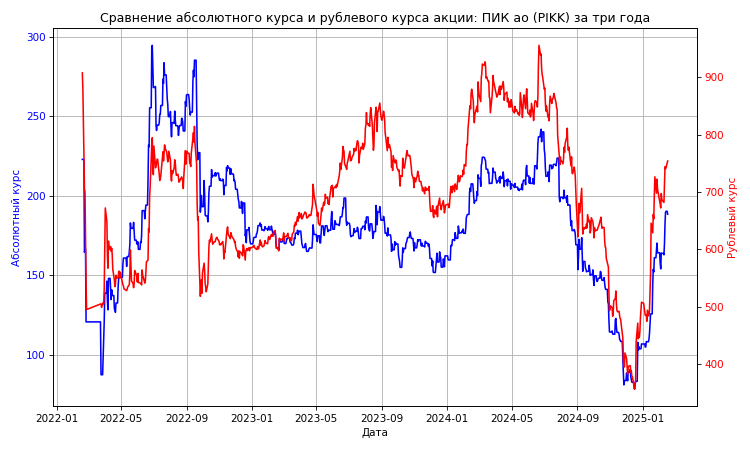 Сравнение абсолютного курса и рублевого курса акции: ПИК ао (PIKK) за три года
300
250
200
150
100
Абсолютный курс
900
800
700
600
500
400
Рублевый курс
2022-01 2022-05 2022-09 2023-01 2023-05 2023-09 2024-01 2024-05 2024-09 2025-01
Дата